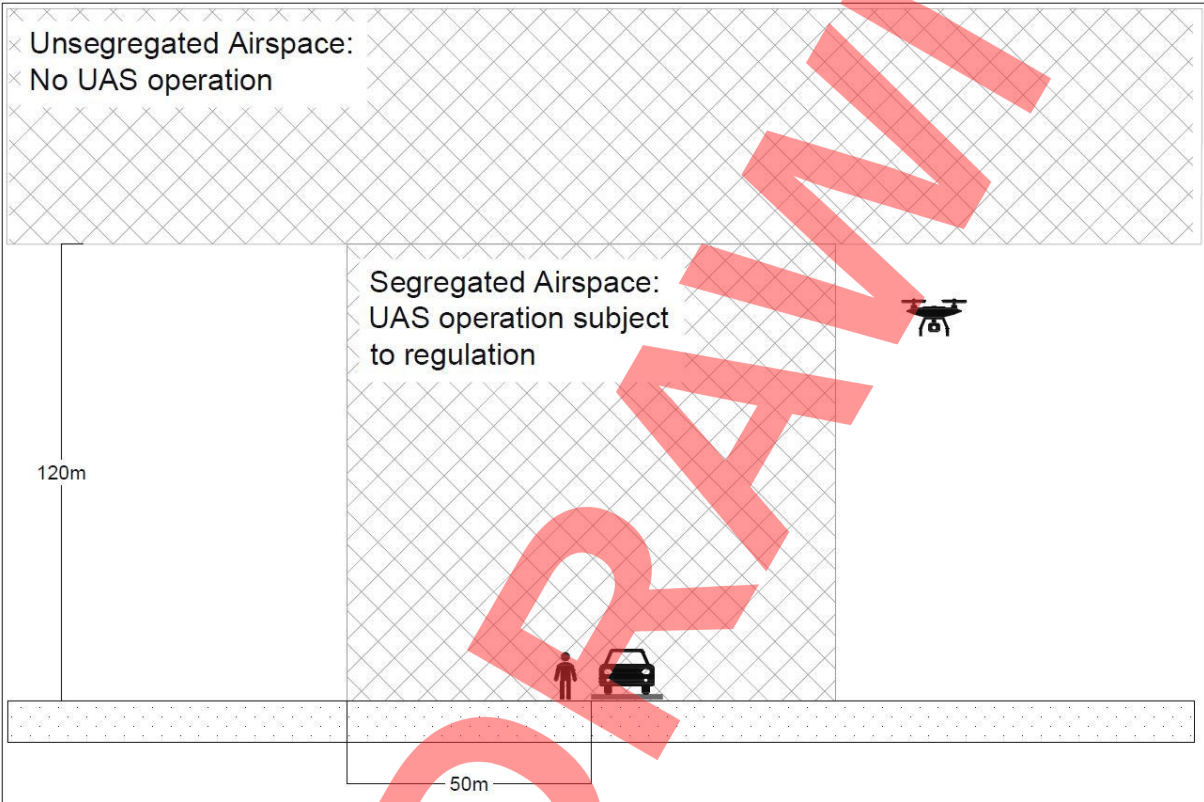 Unsegregated Airspace:
No UAS operation
Segregated Airspace:
UAS operation subject
to regulation
120m
50m